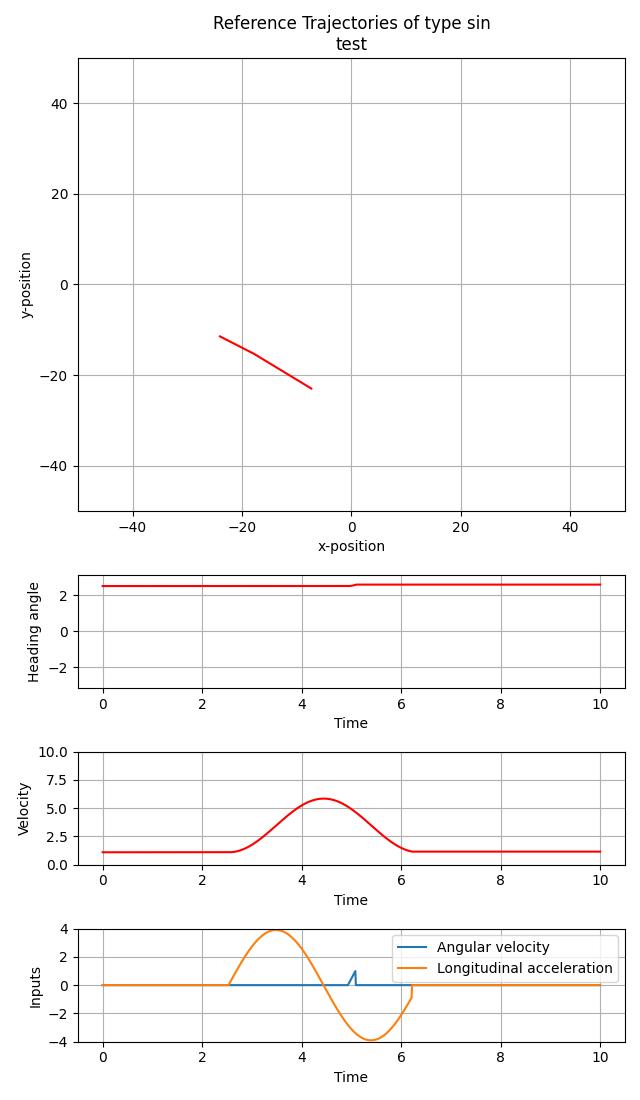 Reference Trajectories of type sin
test
40
20
0
−20
−40
y-position
−40 −20 0 20 40
x-position
2
0
−2
Heading angle
0 2 4 6 8 10
Time
10.0
7.5
5.0
2.5
0.0
Velocity
0 2 4 6 8 10
Time
4
2
0
−2
−4
Inputs
Angular velocity
Longitudinal acceleration
0 2 4 6 8 10
Time